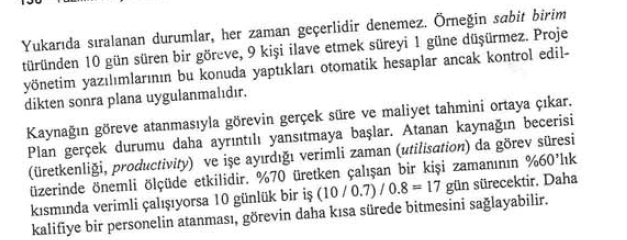 Yukarıda sıralanan durumlar, her zaman geçerlidir denemez. Örneğin sabit birim
türünden 10 gün süren bir göreve, 9 kişi ilave etmek süreyi 1 güne düşürmez. Proje
yönetim yazılımlarının bu konuda yaptıkları otomatik hesaplar ancak kontrol edil-
dikten sonra plana uygulanmalıdır.
Kaynağın göreve atanmasıyla görevin gerçek süre ve maliyet tahmini ortaya çıkar.
Plan gerçek durumu daha ayrıntılı yansıtmaya başlar. Atanan kaynağın becerisi
(üretkenliği, productivity) ve işe ayırdığı verimli zaman (utilisation) da görev süresi
üzerinde önemli ölçüde etkilidir. %70 üretken çalışan bir kişi zamanının %60’lık
kısmında verimli çalışıyorsa 10 günlük bir iş (10 / 0.7) / 0.8 = 17 gün sürecektir. Daha
kalifiye bir personelin atanması, görevin daha kısa sürede bitmesini sağlayabilir.